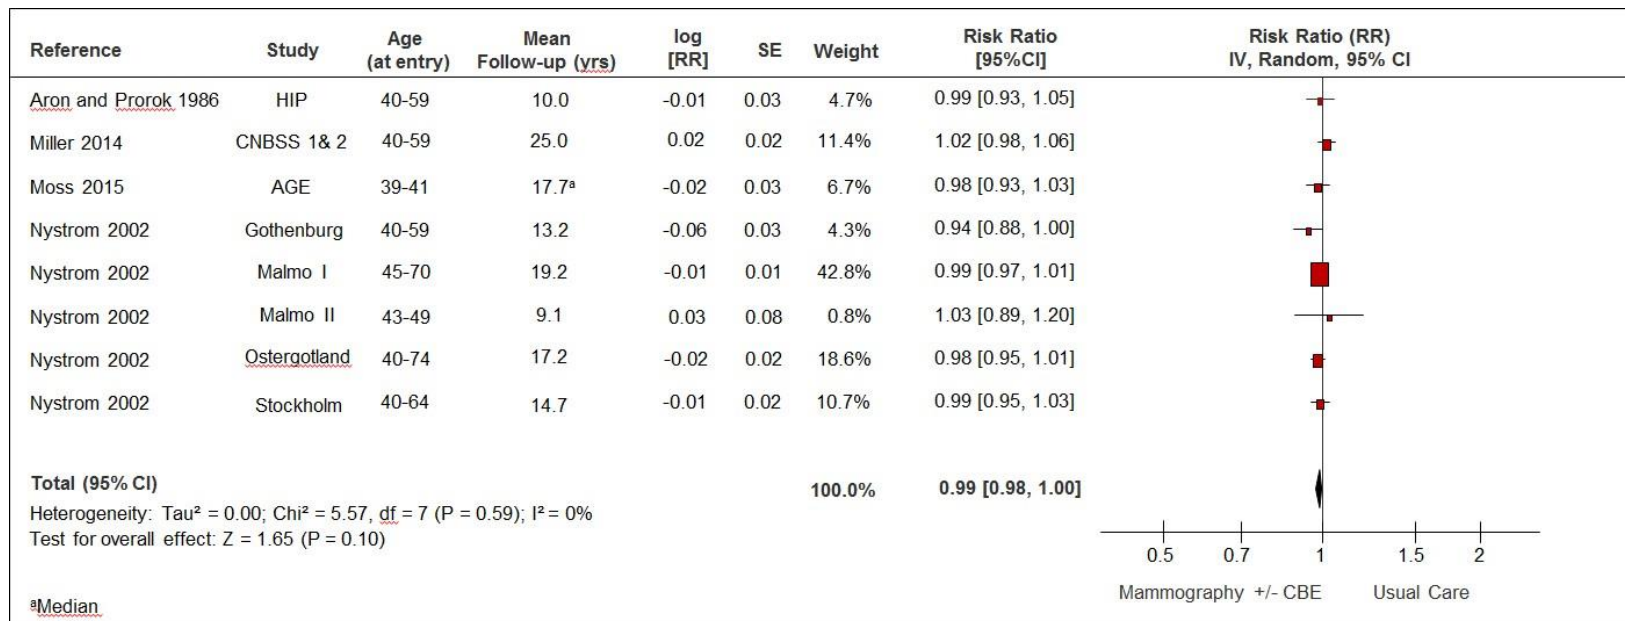 Reference Study Age (at entry) Mean Follow-up (yrs) log [RR] SE Weight Risk Ratio [95%CI] Risk Ratio (RR) IV, Random, 95% CI
Aron and Prorok 1986 HIP 40-59 10.0 -0.01 0.03 4.7% 0.99 [0.93, 1.05]
Miller 2014 CNBSS 1& 2 40-59 25.0 0.02 0.02 11.4% 1.02 [0.98, 1.06]
Moss 2015 AGE 39-41 17.7ª -0.02 0.03 6.7% 0.98 [0.93, 1.03]
Nystrom 2002 Gothenburg 40-59 13.2 -0.06 0.03 4.3% 0.94 [0.88, 1.00]
Nystrom 2002 Malmo I 45-70 19.2 -0.01 0.01 42.8% 0.99 [0.97, 1.01]
Nystrom 2002 Malmo II 43-49 9.1 0.03 0.08 0.8% 1.03 [0.89, 1.20]
Nystrom 2002 Ostergotland 40-74 17.2 -0.02 0.02 18.6% 0.98 [0.95, 1.01]
Nystrom 2002 Stockholm 40-64 14.7 -0.01 0.02 10.7% 0.99 [0.95, 1.03]
Total (95% CI) 100.0% 0.99 [0.98, 1.00]
Heterogeneity: Tau² = 0.00; Chi² = 5.57, df = 7 (P = 0.59); I² = 0%
Test for overall effect: Z = 1.65 (P = 0.10)
0.5 0.7 1 1.5 2
Mammography +/- CBE Usual Care
ªMedian